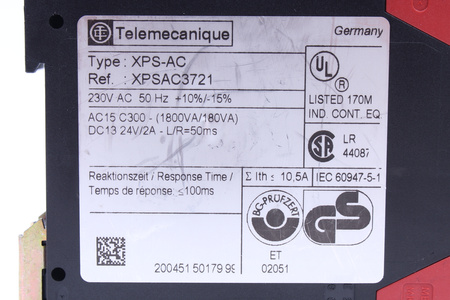 Telemecanique
Germany
Type : XPS-AC
Ref. : XPSAC3721
230V AC 50 Hz +10%/-15%
AC15 C300 - (1800VA/180VA)
DC13 24V/2A - L/R=50ms
UL
®
LISTED 170M
IND. CONT. EQ
SA
LR
44087
Reaktionszeit / Response Time /
Temps de réponse ≤100ms
Σ Ith ≤ 10,5A
IEC 60947-5-1
BG-PRÜFZERT
ET
02051
GS
200451 50179 99